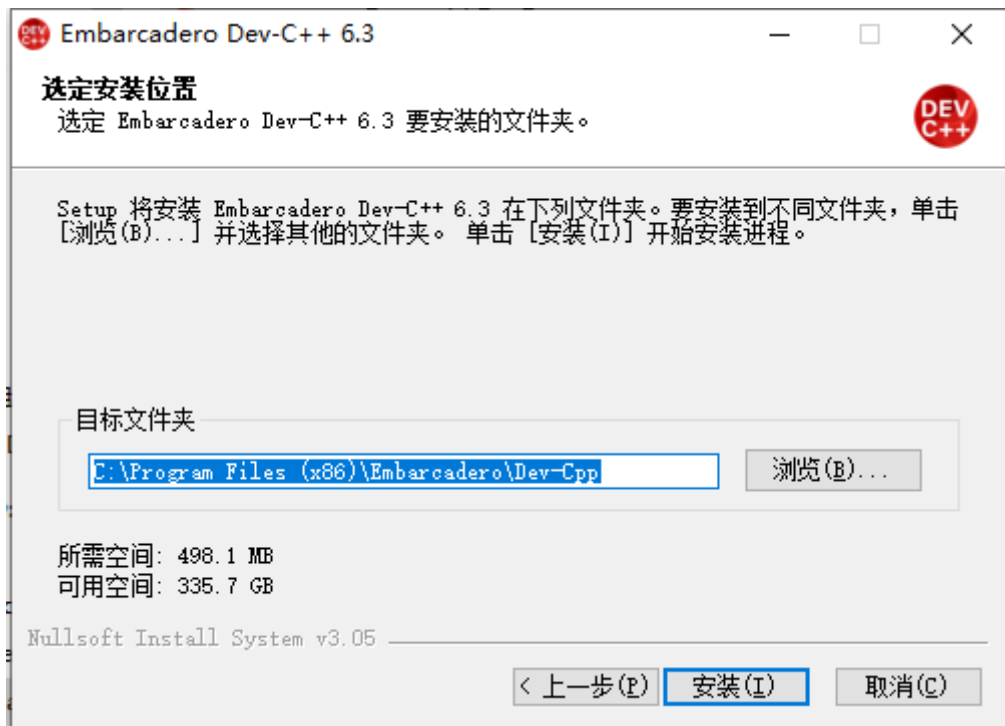 Embarcadero Dev-C++ 6.3
选定安装位置
选定 Embarcadero Dev-C++ 6.3 要安装的文件夹。
DEV
C++
Setup 将安装 Embarcadero Dev-C++ 6.3 在下列文件夹。要安装到不同文件夹，单击
[浏览(B)...] 并选择其他的文件夹。 单击 [安装(I)] 开始安装进程。
目标文件夹
C:\Program Files (x86)\Embarcadero\Dev-Cpp
浏览(B)...
所需空间: 498.1 MB
可用空间: 335.7 GB
Nullsoft Install System v3.05
< 上一步(P) 安装(I) 取消(C)